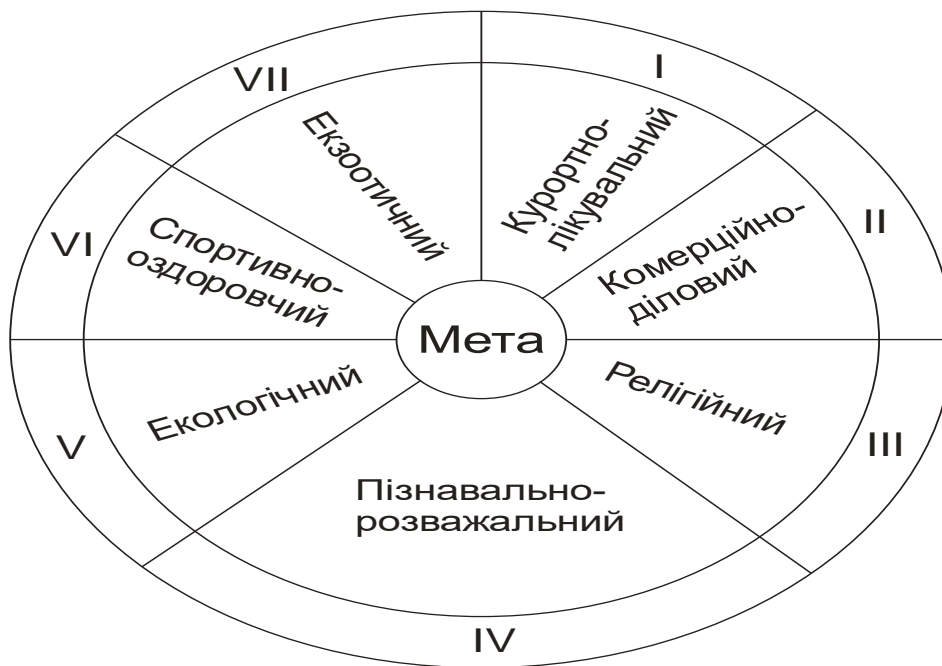 I
Курортно-
лікувальний
II
Комерційно-
діловий
III
Релігійний
IV
Пізнавально-
розважальний
V
Екологічний
VI
Спортивно-
оздоровчий
VII
Екзоотичний
Мета